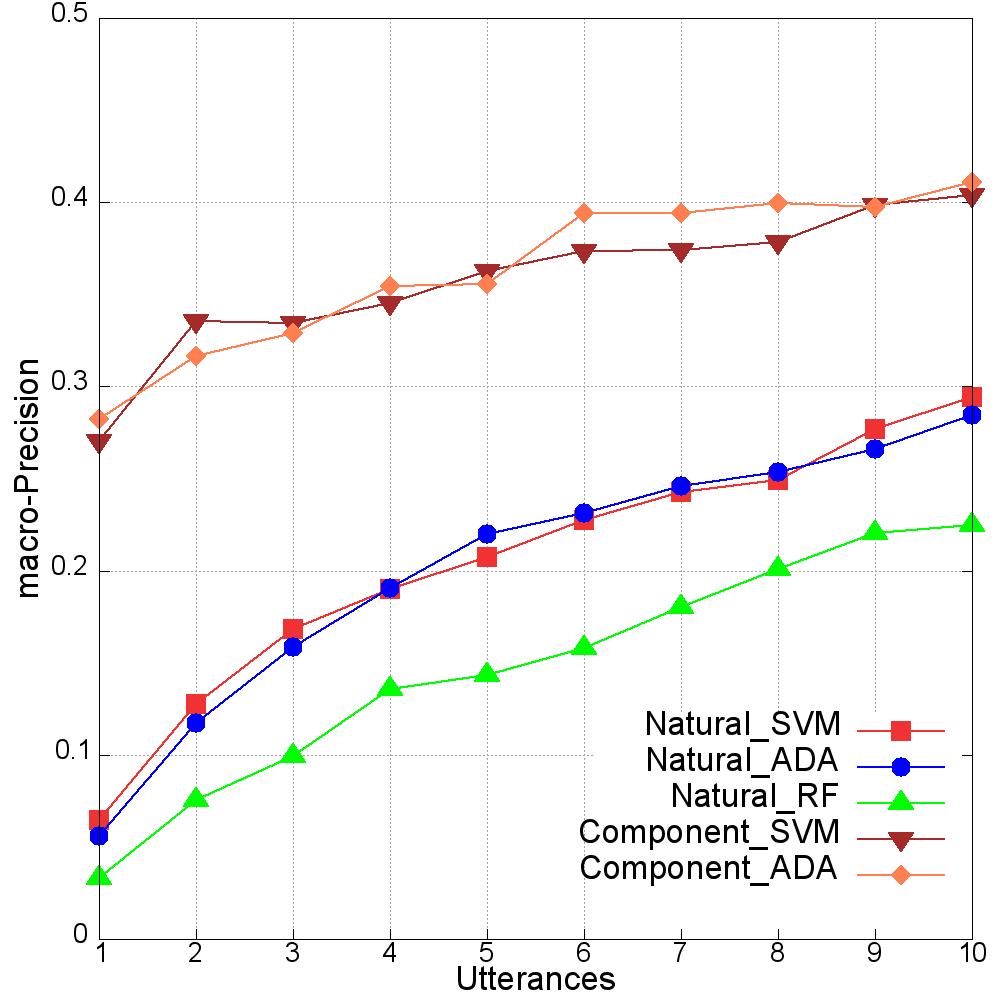 0.5
0.4
0.3
0.2
0.1
0
macro-Precision
Natural_SVM
Natural_ADA
Natural_RF
Component_SVM
Component_ADA
1 2 3 4 5 6 7 8 9 10
Utterances